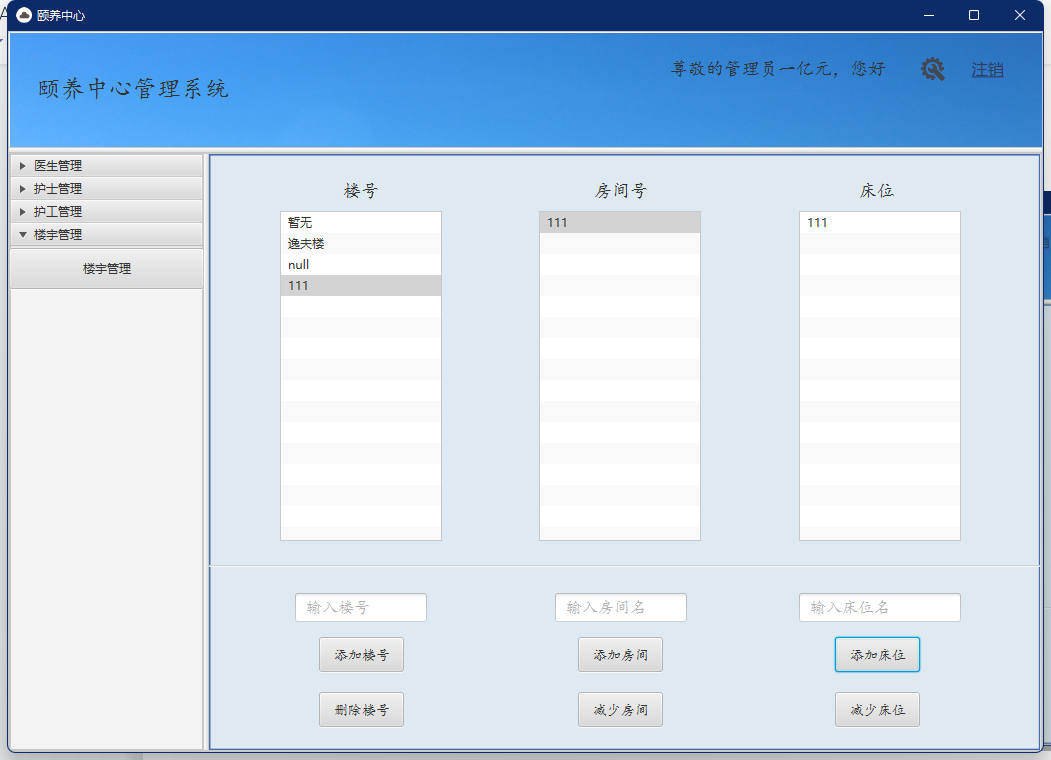 颐养中心
颐养中心管理系统
尊敬的管理员一亿元，您好
注销
医生管理
护士管理
护工管理
楼宇管理
楼宇管理
楼号
房间号
床位
暂无
逸夫楼
null
111
111
111
输入楼号
输入房间名
输入床位名
添加楼号
添加房间
添加床位
删除楼号
减少房间
减少床位